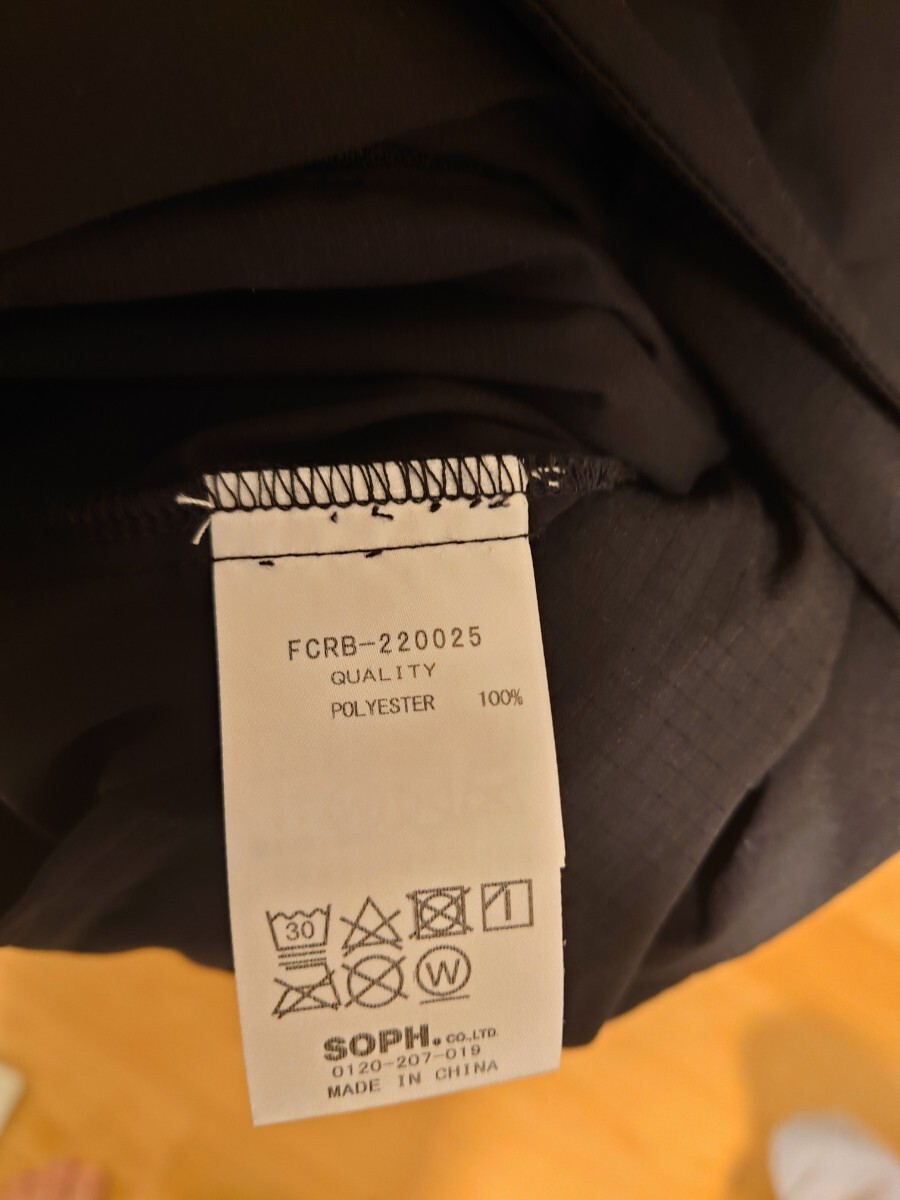 FCRB-220025
QUALITY
POLYESTER 100%
30
W
SOPH. CO.,LTD.
0120-207-019
MADE IN CHINA